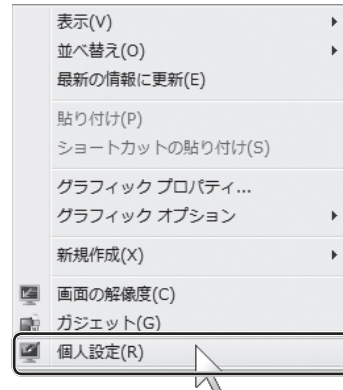 表示(V)
並べ替え(O)
最新の情報に更新(E)
貼り付け(P)
ショートカットの貼り付け(S)
グラフィック プロパティ...
グラフィック オプション
新規作成(X)
画面の解像度(C)
ガジェット(G)
個人設定(R)